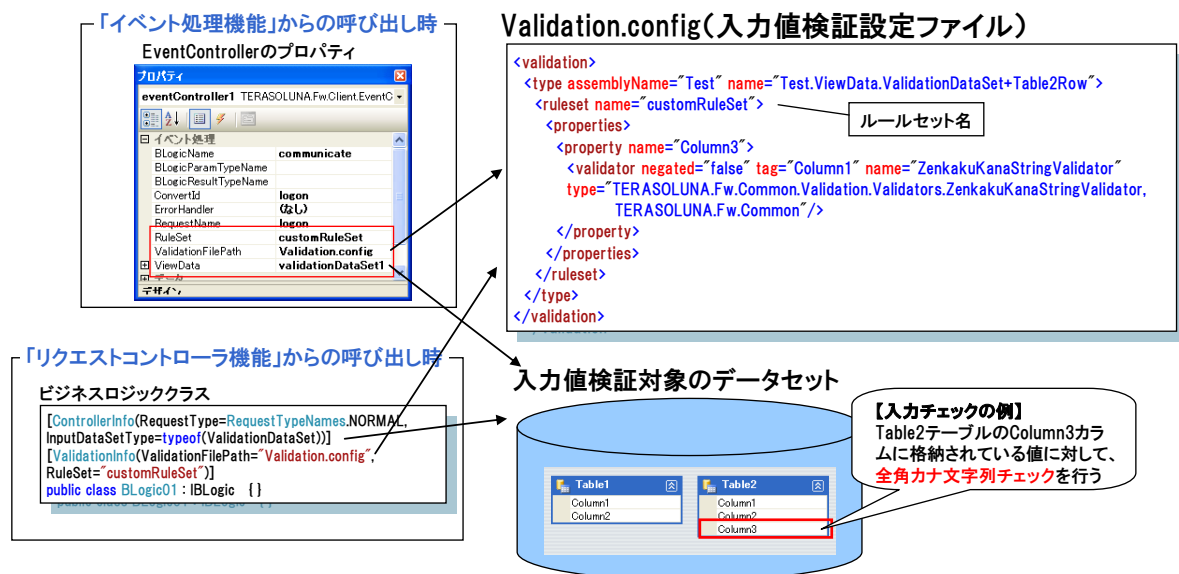 「イベント処理機能」からの呼び出し時
EventControllerのプロパティ
プロパティ
eventController1 TERASOLUNA.Fw.Client.EventC
イベント処理
BLogicName communicate
BLogicParamTypeName
BLogicResultTypeName
ConvertId logon
ErrorHandler (なし)
RequestName logon
RuleSet customRuleSet
ValidationFilePath Validation.config
ViewData validationDataSet1
データ
デザイン
Validation.config(入力値検証設定ファイル)
<validation>
<type assemblyName="Test" name="Test.ViewData.ValidationDataSet+Table2Row">
<ruleset name="customRuleSet">
ルールセット名
<properties>
<property name="Column3">
<validator negated="false" tag="Column1" name="ZenkakuKanaStringValidator"
type="TERASOLUNA.Fw.Common.Validation.Validators.ZenkakuKanaStringValidator,
TERASOLUNA.Fw.Common"/>
</property>
</properties>
</ruleset>
</type>
</validation>
「リクエストコントローラ機能」からの呼び出し時
ビジネスロジッククラス
[ControllerInfo(RequestType=RequestTypeNames.NORMAL,
InputDataSetType=typeof(ValidationDataSet))]
[ValidationInfo(ValidationFilePath="Validation.config",
RuleSet="customRuleSet")]
public class BLogic01 : IBLogic { }
入力値検証対象のデータセット
Table1
Column1
Column2
Table2
Column1
Column2
Column3
【入力チェックの例】
Table2テーブルのColumn3カラ
ムに格納されている値に対して、
全角カナ文字列チェックを行う